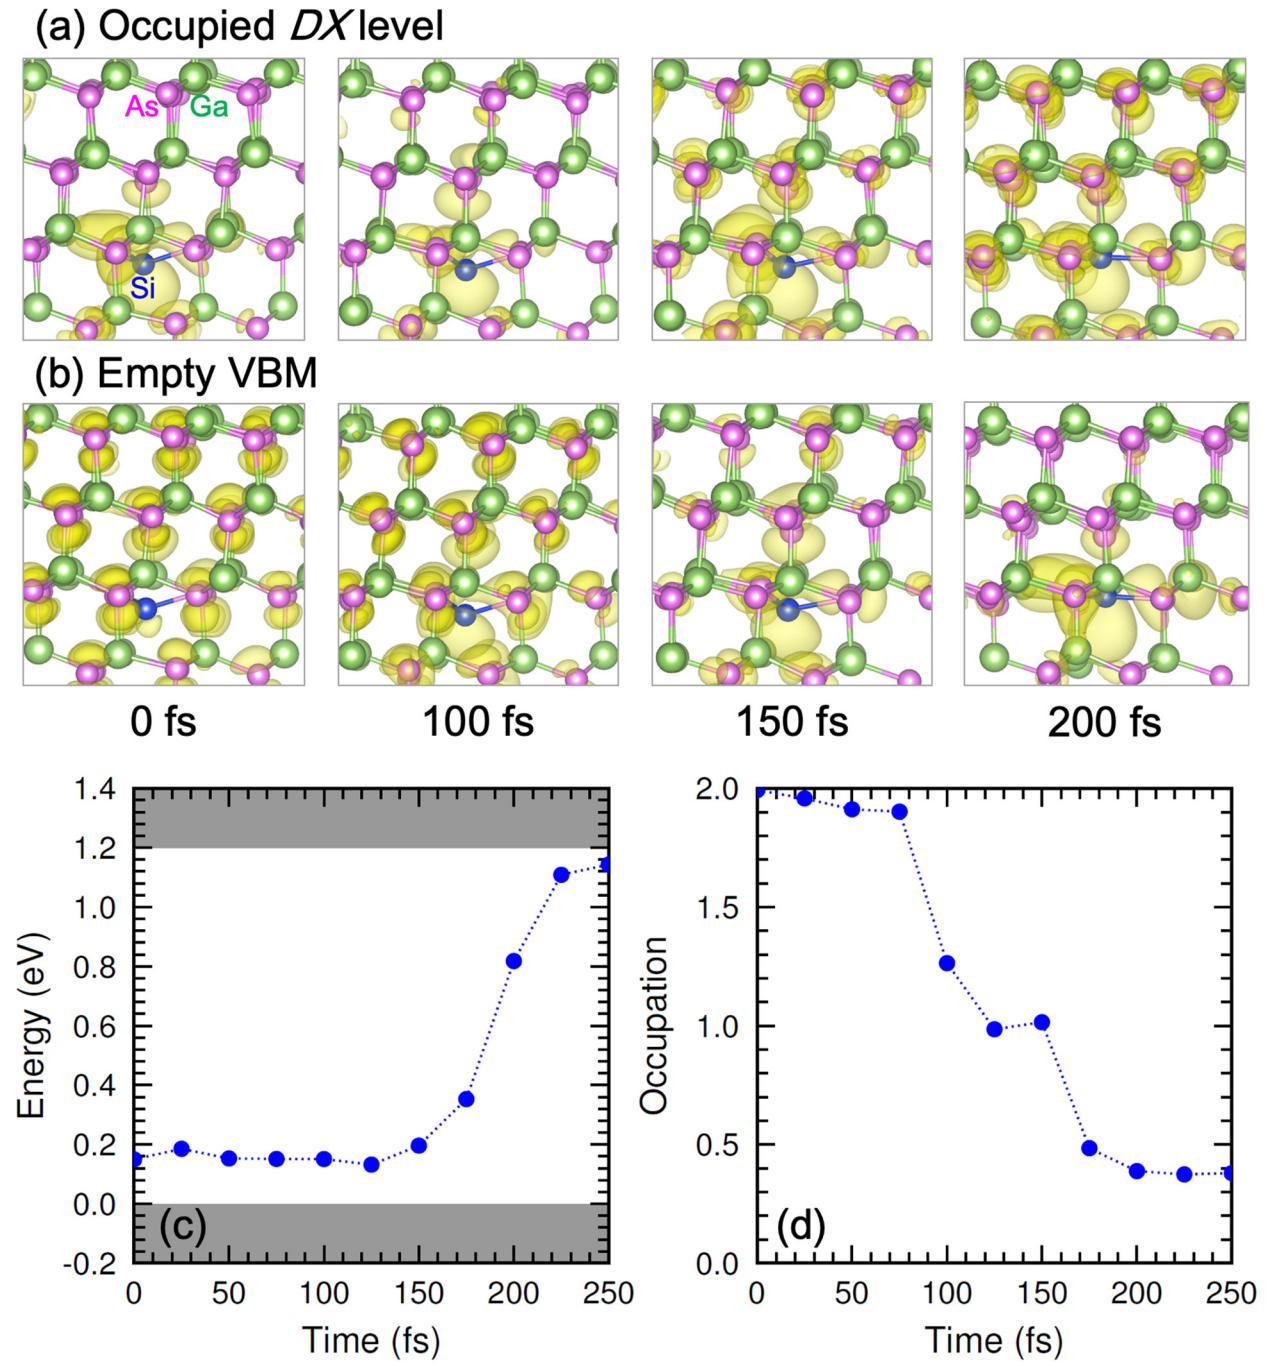 (a) Occupied DX level
As Ga
Si
(b) Empty VBM
0 fs 100 fs 150 fs 200 fs
1.4
1.2
1.0
0.8
0.6
0.4
0.2
0.0
-0.2
Energy (eV)
(c)
0 50 100 150 200 250
Time (fs)
2.0
1.5
1.0
0.5
0.0
Occupation
(d)
0 50 100 150 200 250
Time (fs)